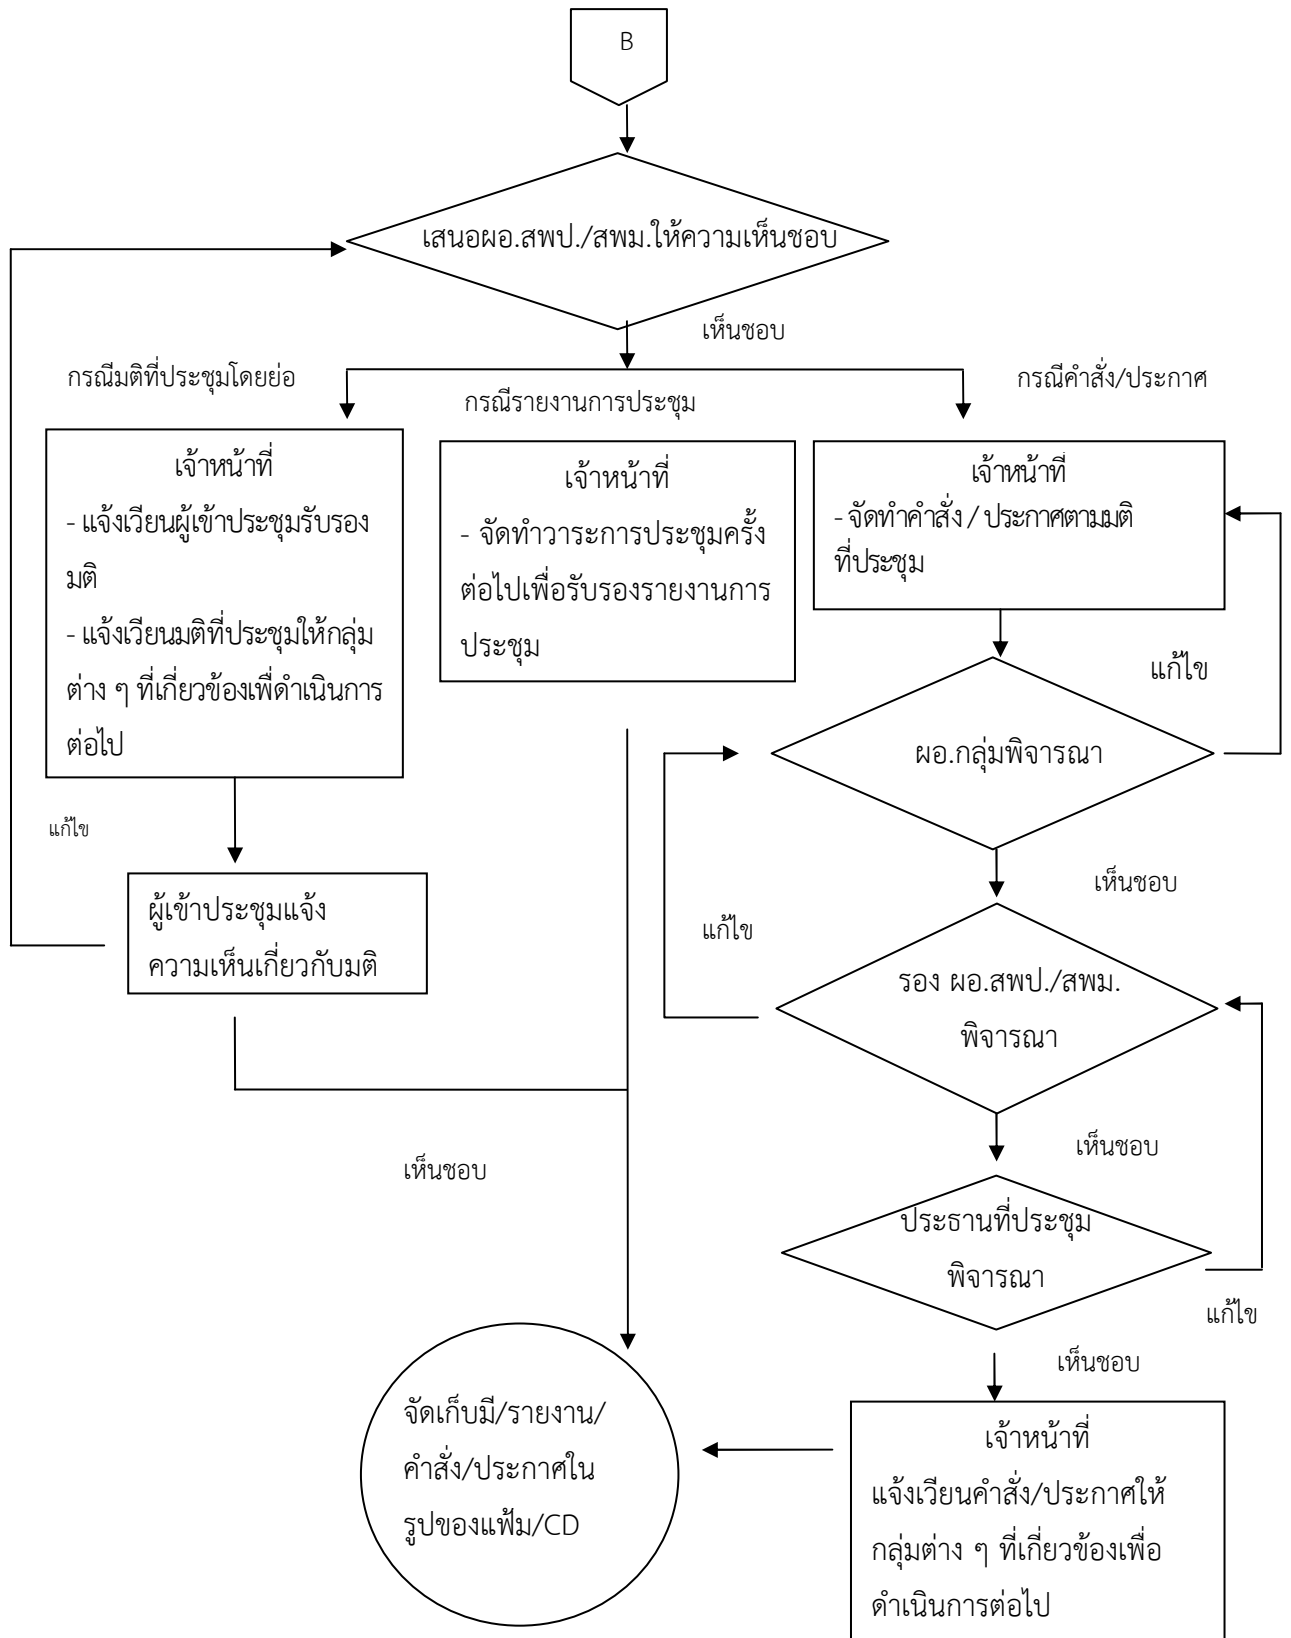 B
เสนอผอ.สพป./สพม.ให้ความเห็นชอบ
เห็นชอบ
กรณีมติที่ประชุมโดยย่อ
กรณีรายงานการประชุม
กรณีคำสั่ง/ประกาศ
เจ้าหน้าที่
- แจ้งเวียนผู้เข้าประชุมรับรอง
มติ
- แจ้งเวียนมติที่ประชุมให้กลุ่ม
ต่าง ๆ ที่เกี่ยวข้องเพื่ดำเนินการ
ต่อไป
เจ้าหน้าที่
- จัดทำวาระการประชุมครั้ง
ต่อไปเพื่อรับรองรายงานการ
ประชุม
เจ้าหน้าที่
- จัดทำคำสั่ง / ประกาศตามมติ
ที่ประชุม
แก้ไข
ผอ.กลุ่มพิจารณา
แก้ไข
เห็นชอบ
ผู้เข้าประชุมแจ้ง
ความเห็นเกี่ยวกับมติ
แก้ไข
รอง ผอ.สพป./สพม.
พิจารณา
เห็นชอบ
เห็นชอบ
ประธานที่ประชุม
พิจารณา
แก้ไข
เห็นชอบ
จัดเก็บมี/รายงาน/
คำสั่ง/ประกาศใน
รูปของแฟ้ม/CD
เจ้าหน้าที่
แจ้งเวียนคำสั่ง/ประกาศให้
กลุ่มต่าง ๆ ที่เกี่ยวข้องเพื่อ
ดำเนินการต่อไป